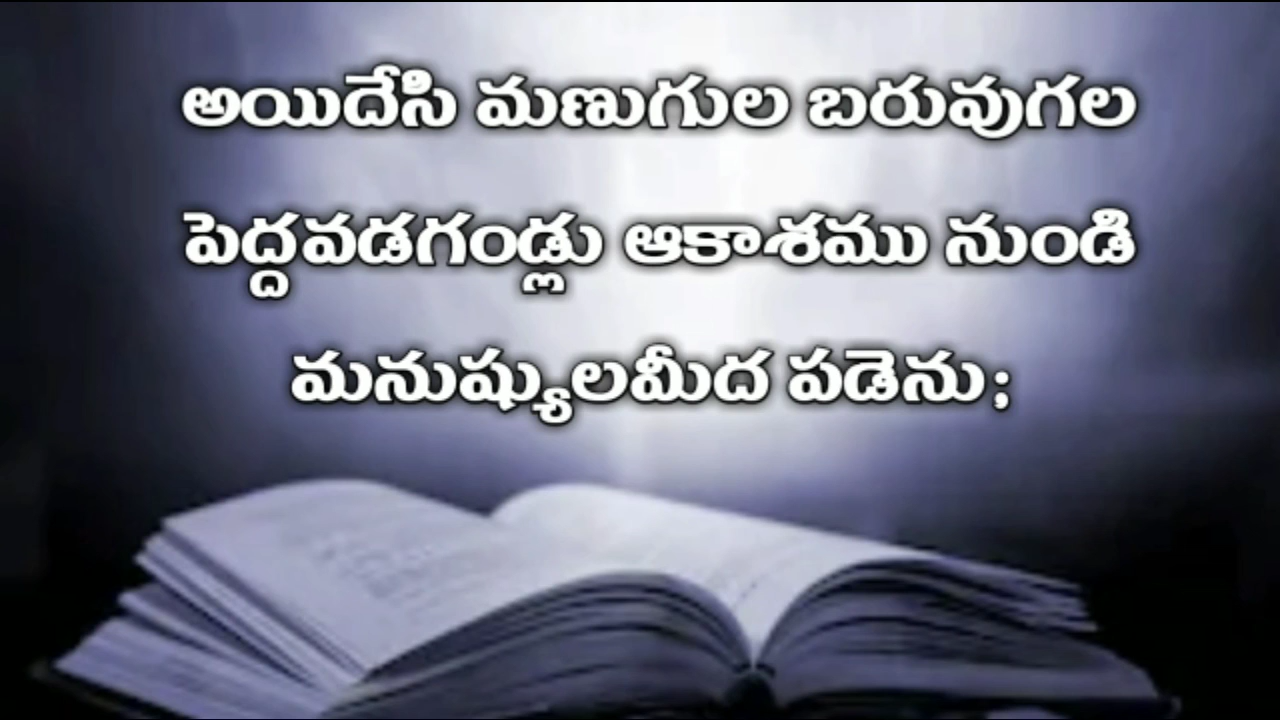 అయిదేసి మణుగుల బరువుగల
పెద్దవడగండ్లు ఆకాశము నుండి
మనుష్యులమీద పడెను;